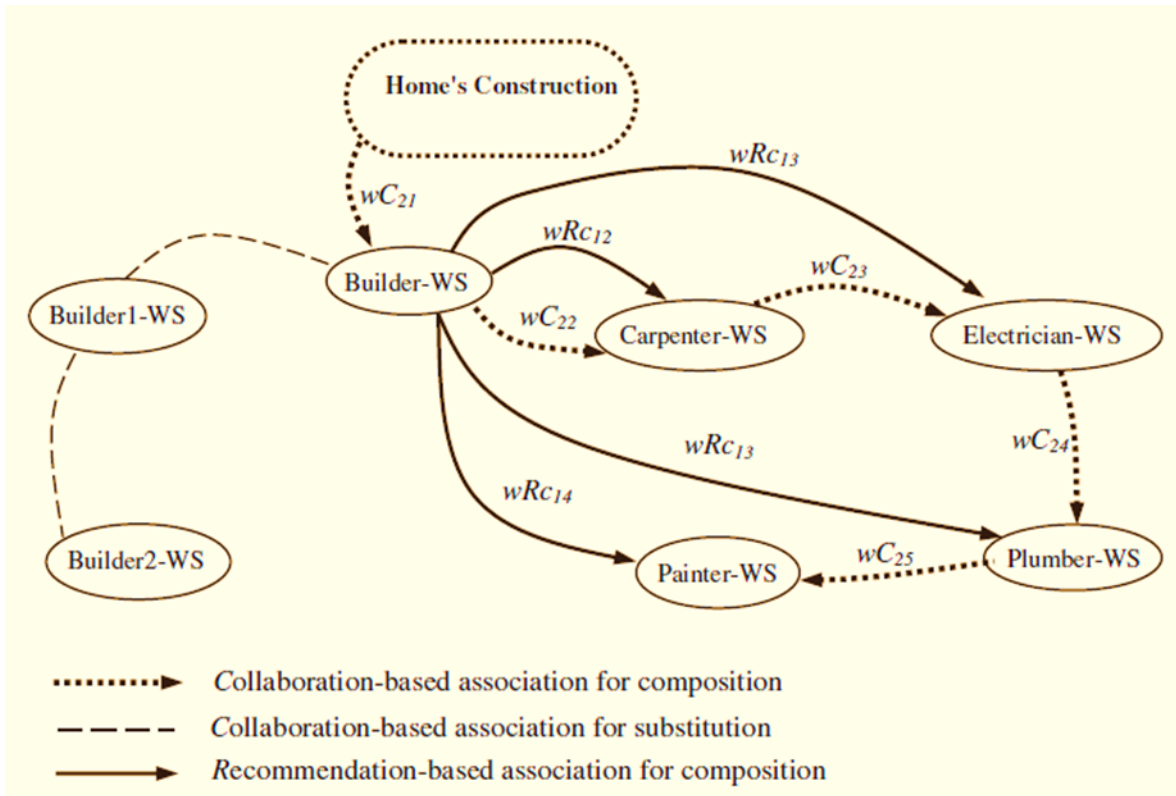 Home's Construction
wRc13
wC21
wRc12
Builder-WS
wC23
Builder1-WS
wC22
Carpenter-WS
Electrician-WS
wRc13
wC24
wRc14
Builder2-WS
Painter-WS
wC25
Plumber-WS
Collaboration-based association for composition
Collaboration-based association for substitution
Recommendation-based association for composition